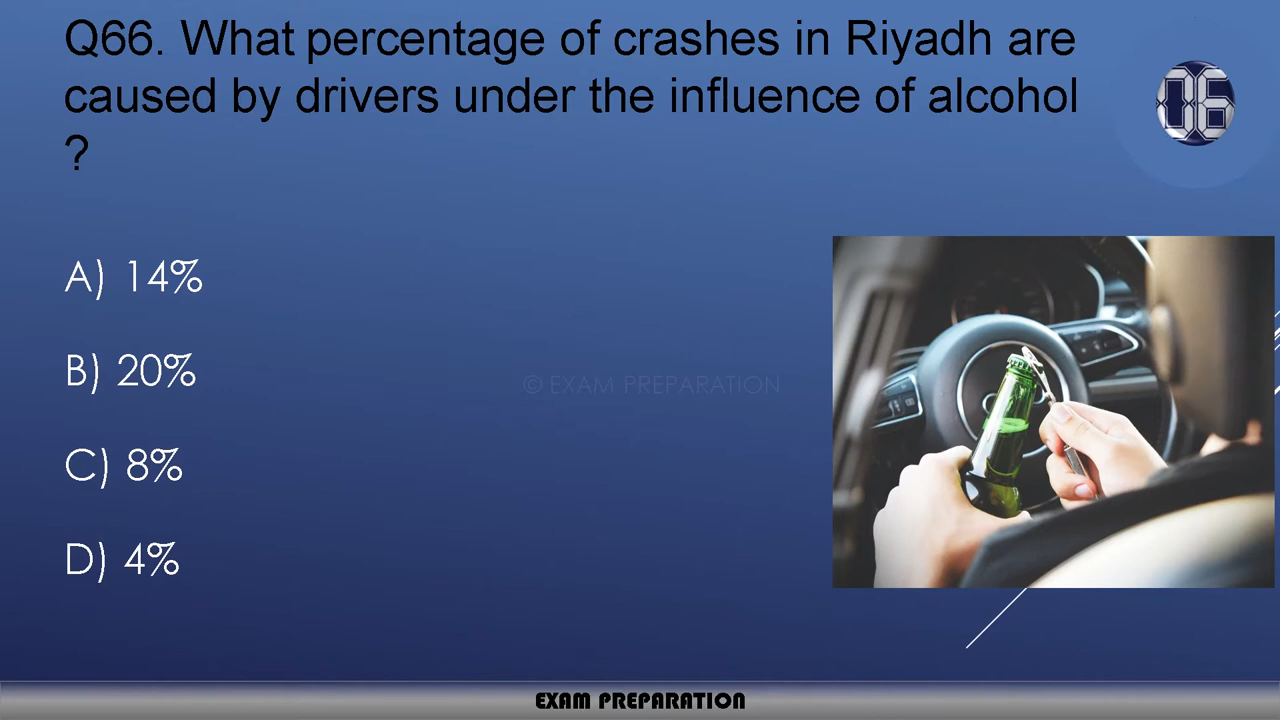 Q66. What percentage of crashes in Riyadh are
caused by drivers under the influence of alcohol
?
06
A) 14%
B) 20%
© EXAM PREPARATION
C) 8%
D) 4%
EXAM PREPARATION